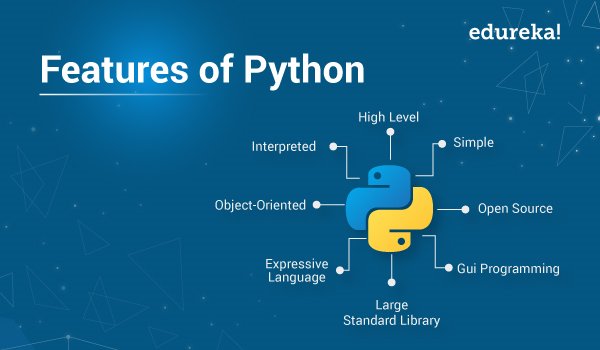 edureka!
Features of Python
High Level
Interpreted
Simple
Object-Oriented
Open Source
Expressive
Language
Gui Programming
Large
Standard Library